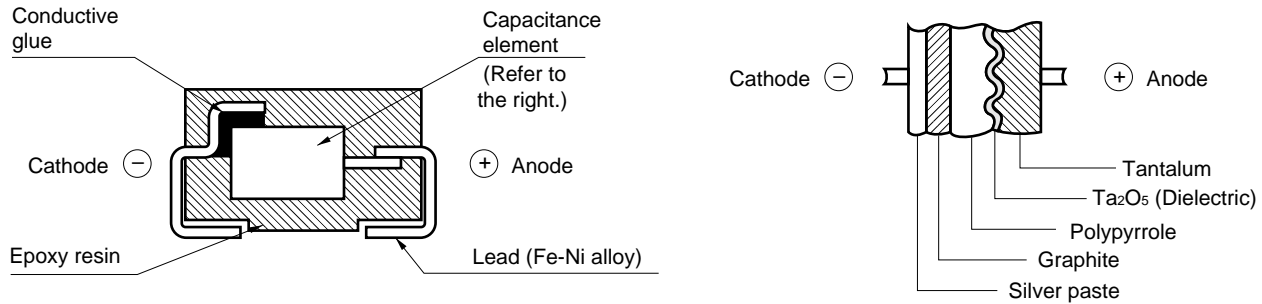 Conductive
glue
Capacitance
element
(Refer to
the right.)
Cathode −
+ Anode
Epoxy resin
Lead (Fe-Ni alloy)
Cathode −
+ Anode
Tantalum
Ta₂O₅ (Dielectric)
Polypyrrole
Graphite
Silver paste